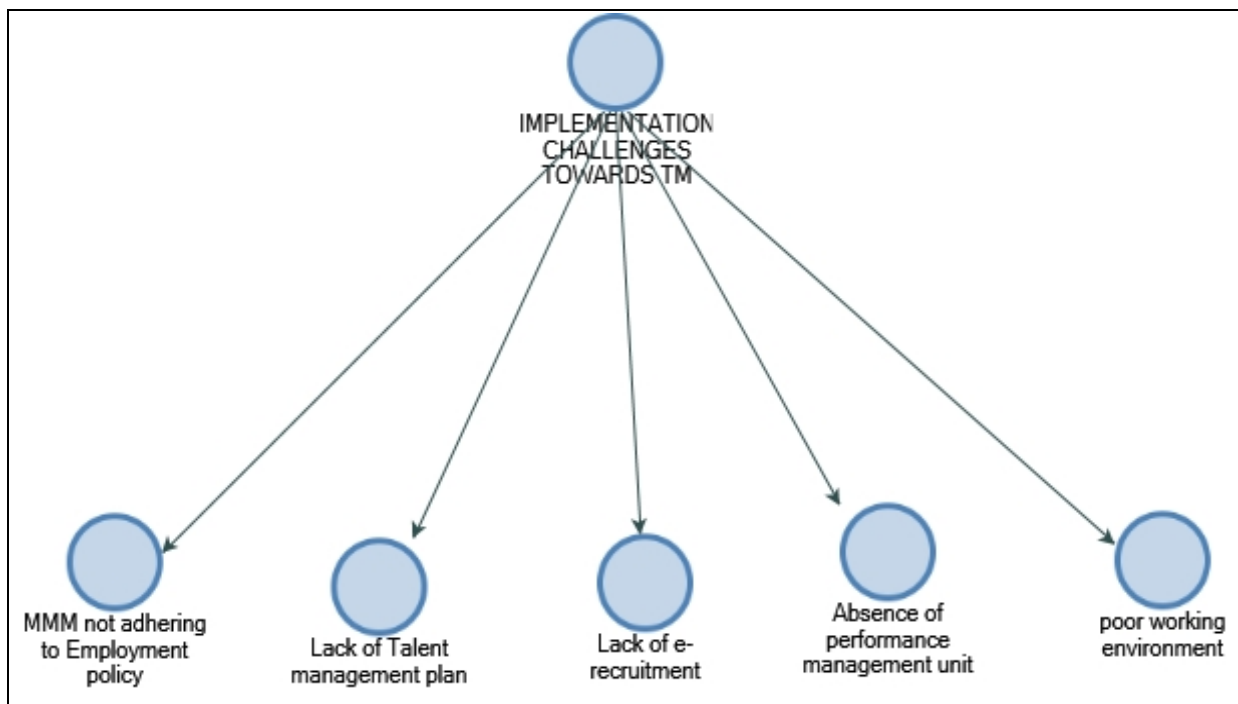 IMPLEMENTATION
CHALLENGES
TOWARDS TM
MMM not adhering
to Employment
policy
Lack of Talent
management plan
Lack of e-
recruitment
Absence of
performance
management unit
poor working
environment